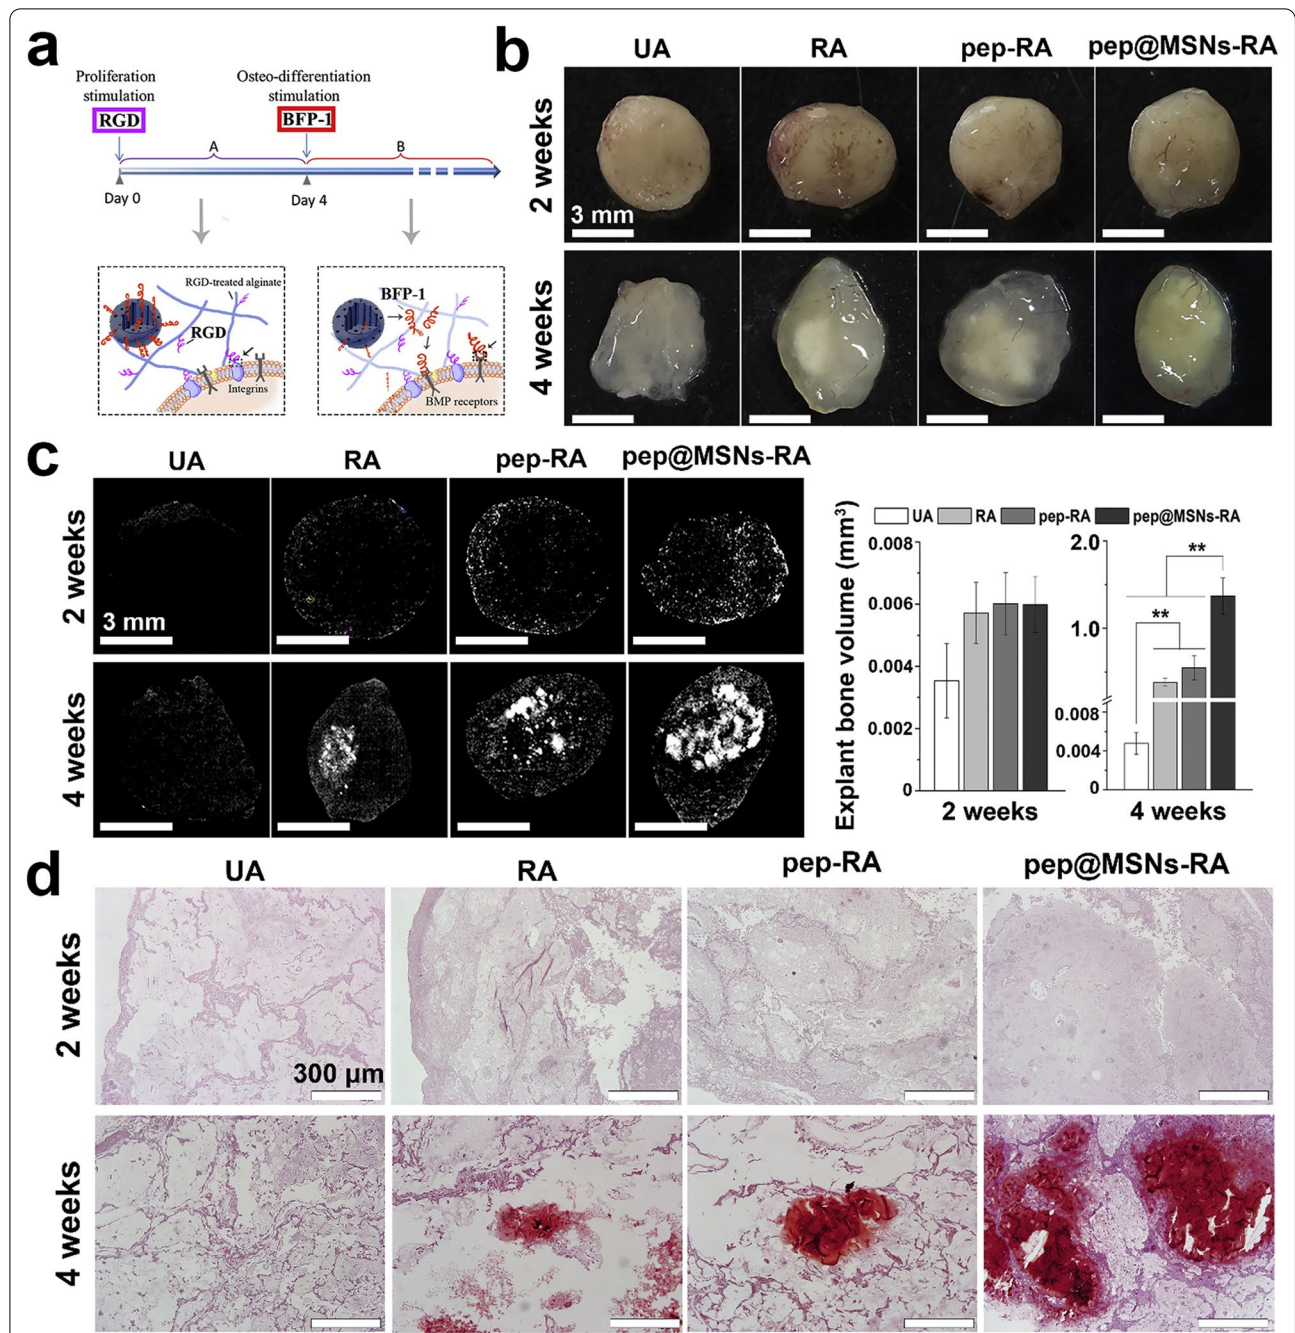 a
Proliferation
stimulation
RGD
Osteo-differentiation
stimulation
BFP-1
A
B
Day 0
Day 4
RGD-treated alginate
RGD
Integrins
BFP-1
BMP receptors
b
UA RA pep-RA pep@MSNs-RA
2 weeks
3 mm
4 weeks
c
UA RA pep-RA pep@MSNs-RA
2 weeks
3 mm
4 weeks
UA RA pep-RA pep@MSNs-RA
Explant bone volume (mm³)
0.008
0.006
0.004
0.002
0
2 weeks
2.0
1.0
0.008
0.004
0
**
**
4 weeks
d
UA RA pep-RA pep@MSNs-RA
2 weeks
300 µm
4 weeks